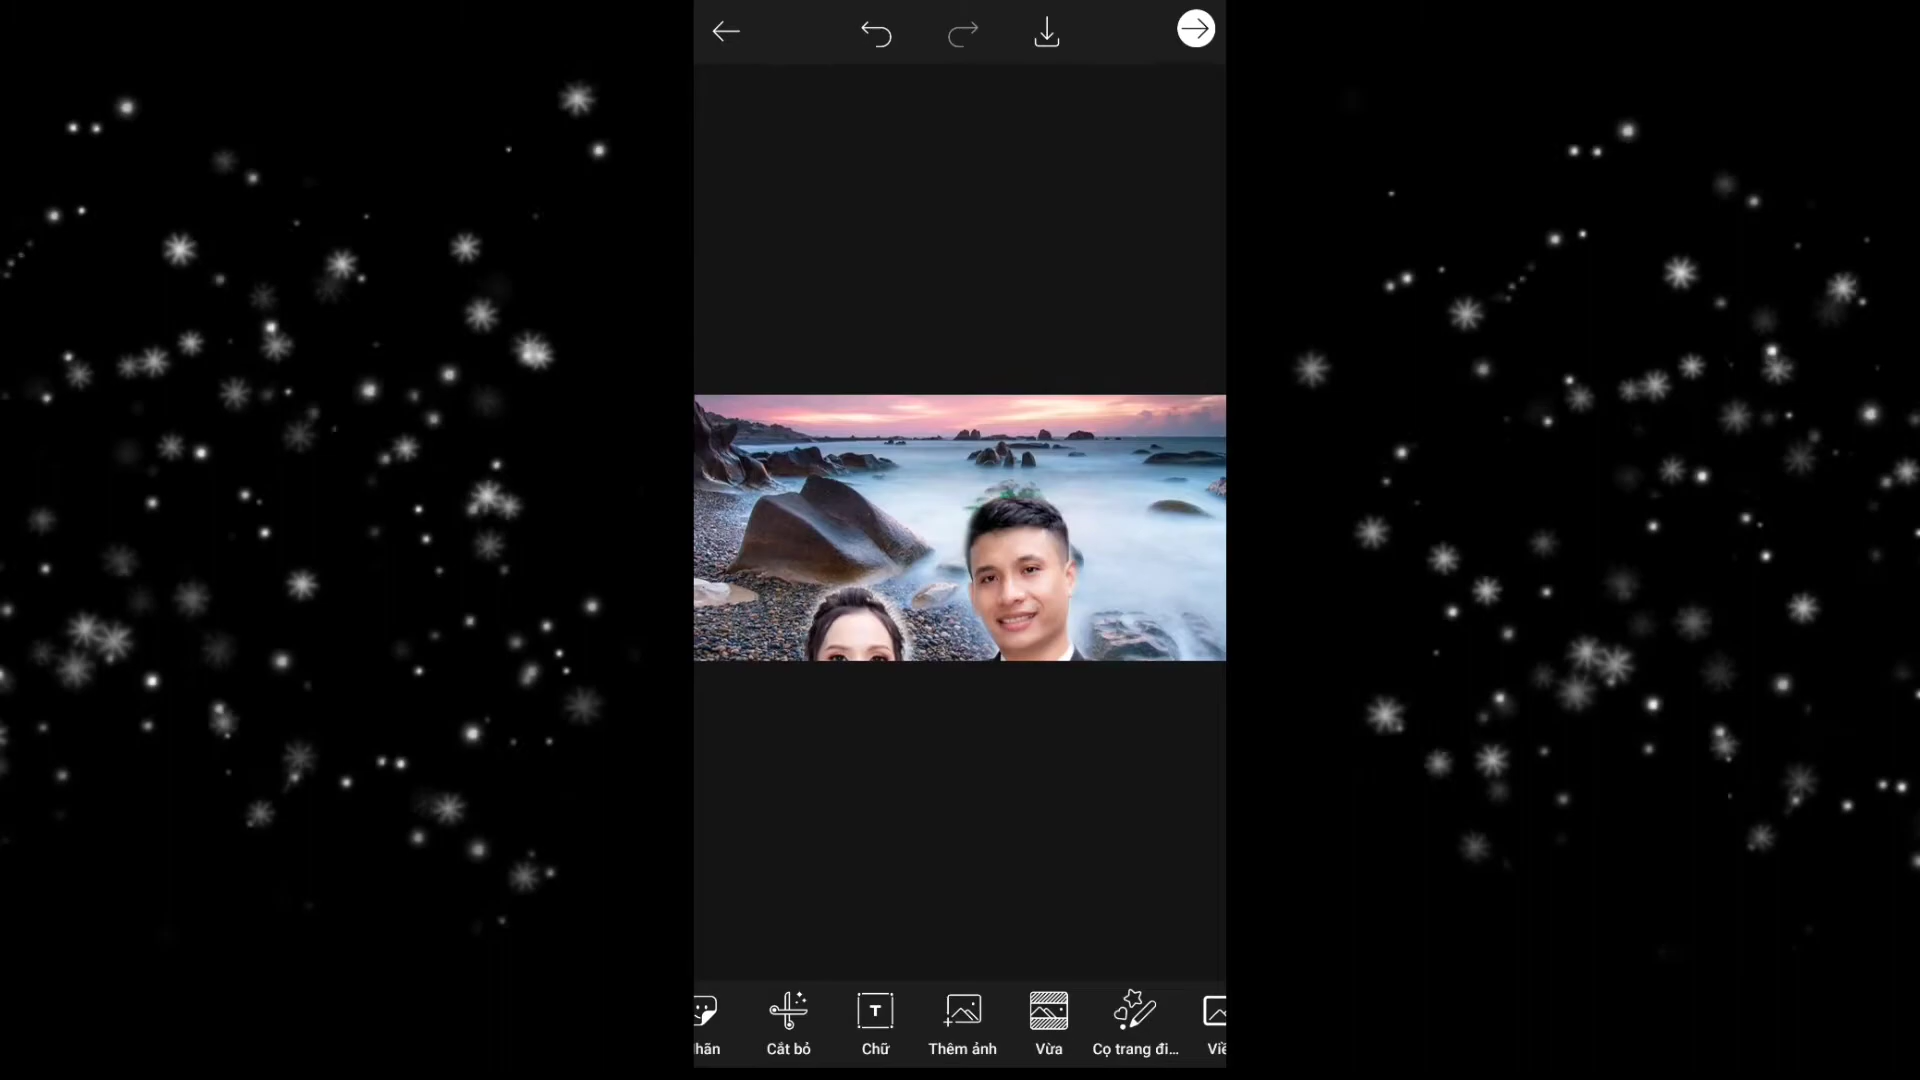 hãn
Cắt bỏ
T
Chữ
Thêm ảnh
Vừa
Cọ trang đi...
Viề